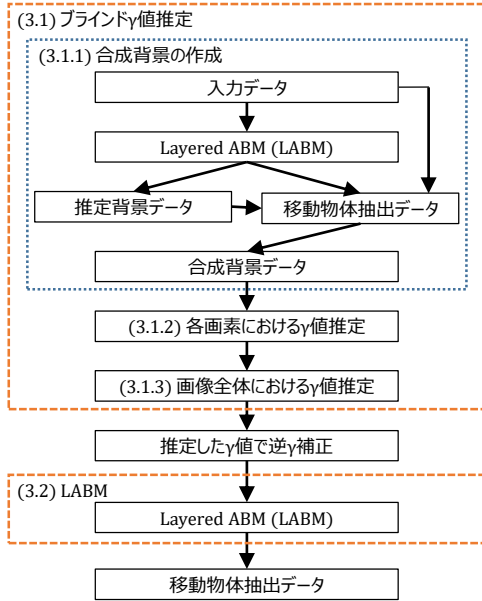 (3.1) ブラインドγ値推定
(3.1.1) 合成背景の作成
入力データ
Layered ABM (LABM)
推定背景データ
移動物体抽出データ
合成背景データ
(3.1.2) 各画素におけるγ値推定
(3.1.3) 画像全体におけるγ値推定
推定したγ値で逆γ補正
(3.2) LABM
Layered ABM (LABM)
移動物体抽出データ